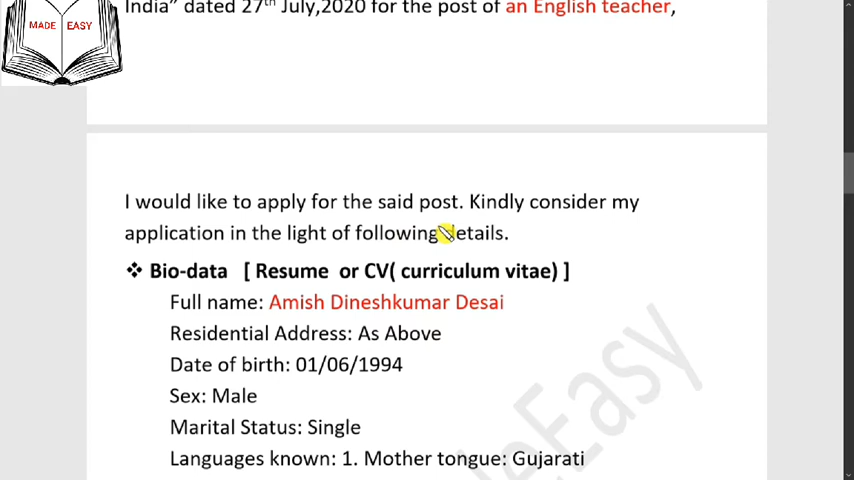 India” dated 27th July,2020 for the post of an English teacher,
MADE EASY
I would like to apply for the said post. Kindly consider my
application in the light of following details.
❖ Bio-data [ Resume or CV( curriculum vitae) ]
Full name: Amish Dineshkumar Desai
Residential Address: As Above
Date of birth: 01/06/1994
Sex: Male
Marital Status: Single
Languages known: 1. Mother tongue: Gujarati